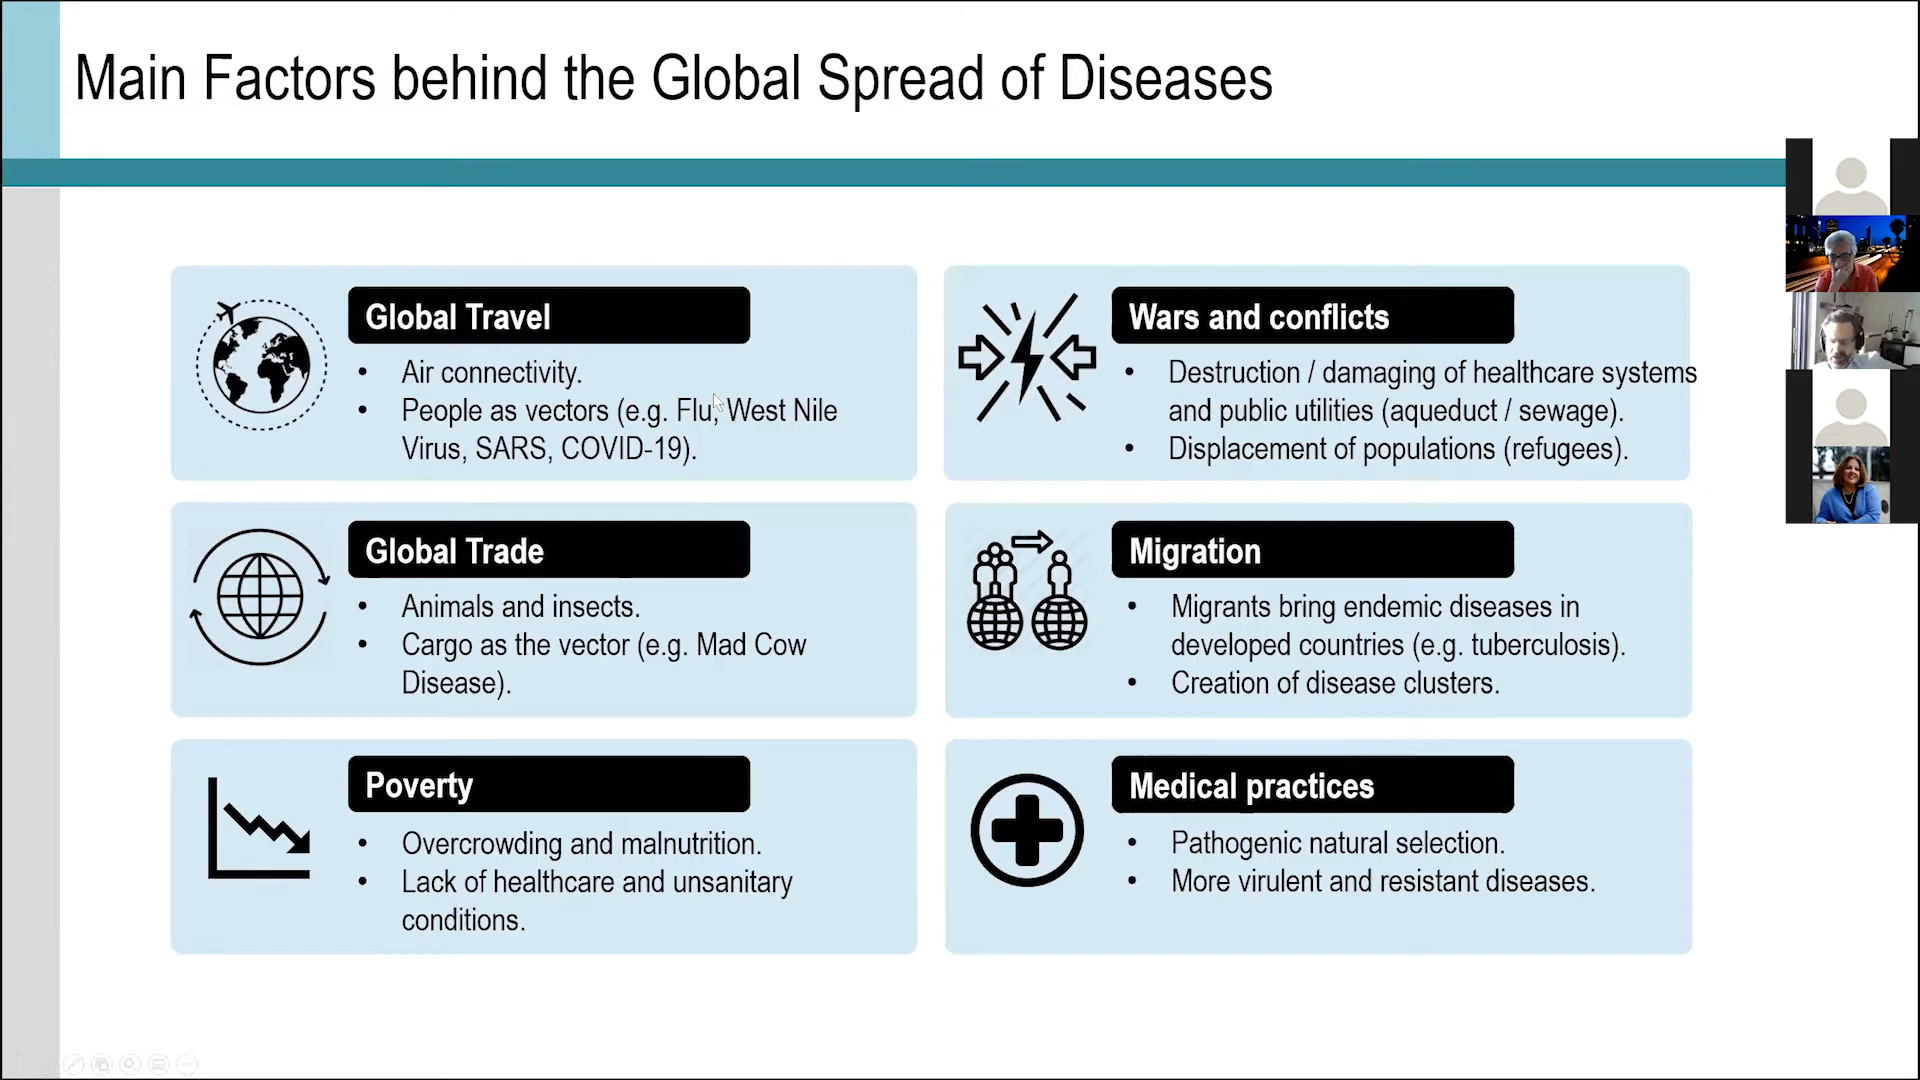 Main Factors behind the Global Spread of Diseases
Global Travel
• Air connectivity.
• People as vectors (e.g. Flu, West Nile
Virus, SARS, COVID-19).
Wars and conflicts
• Destruction / damaging of healthcare systems
and public utilities (aqueduct / sewage).
• Displacement of populations (refugees).
Global Trade
• Animals and insects.
• Cargo as the vector (e.g. Mad Cow
Disease).
Migration
• Migrants bring endemic diseases in
developed countries (e.g. tuberculosis).
• Creation of disease clusters.
Poverty
• Overcrowding and malnutrition.
• Lack of healthcare and unsanitary
conditions.
Medical practices
• Pathogenic natural selection.
• More virulent and resistant diseases.